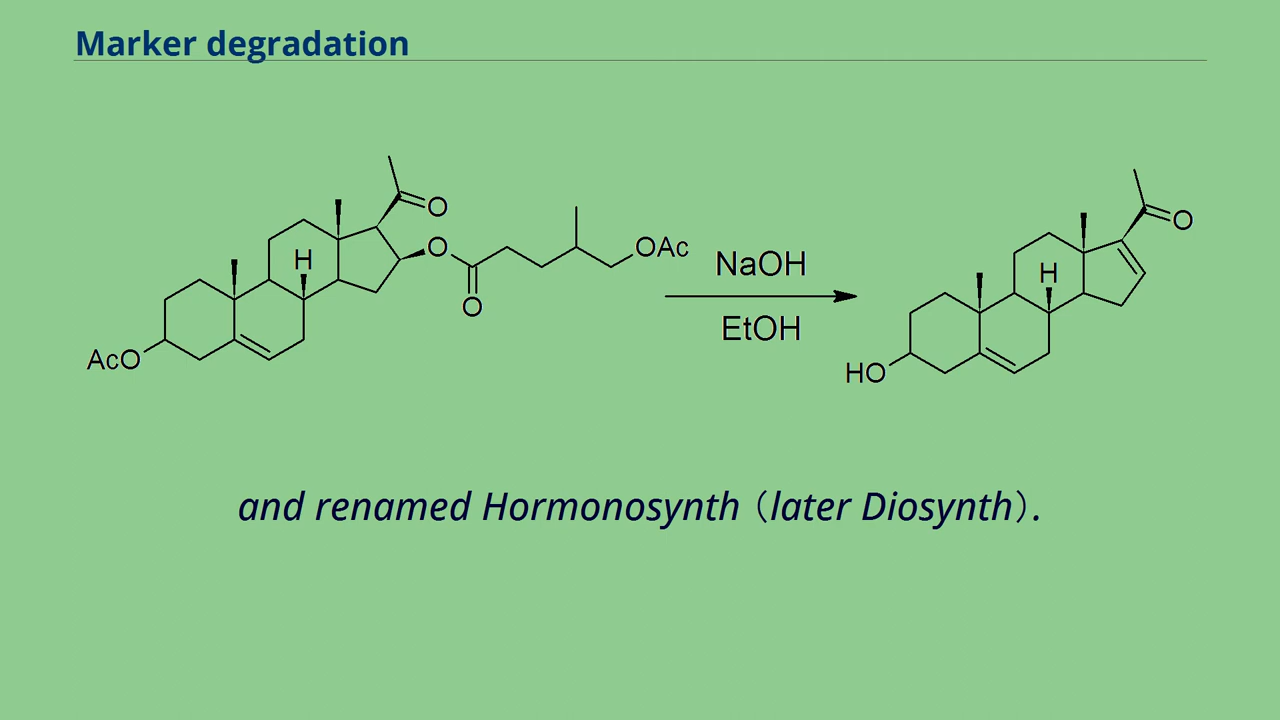 Marker degradation
O
H
O
OAc
O
AcO
NaOH
EtOH
O
H
HO
and renamed Hormonosynth（later Diosynth）.